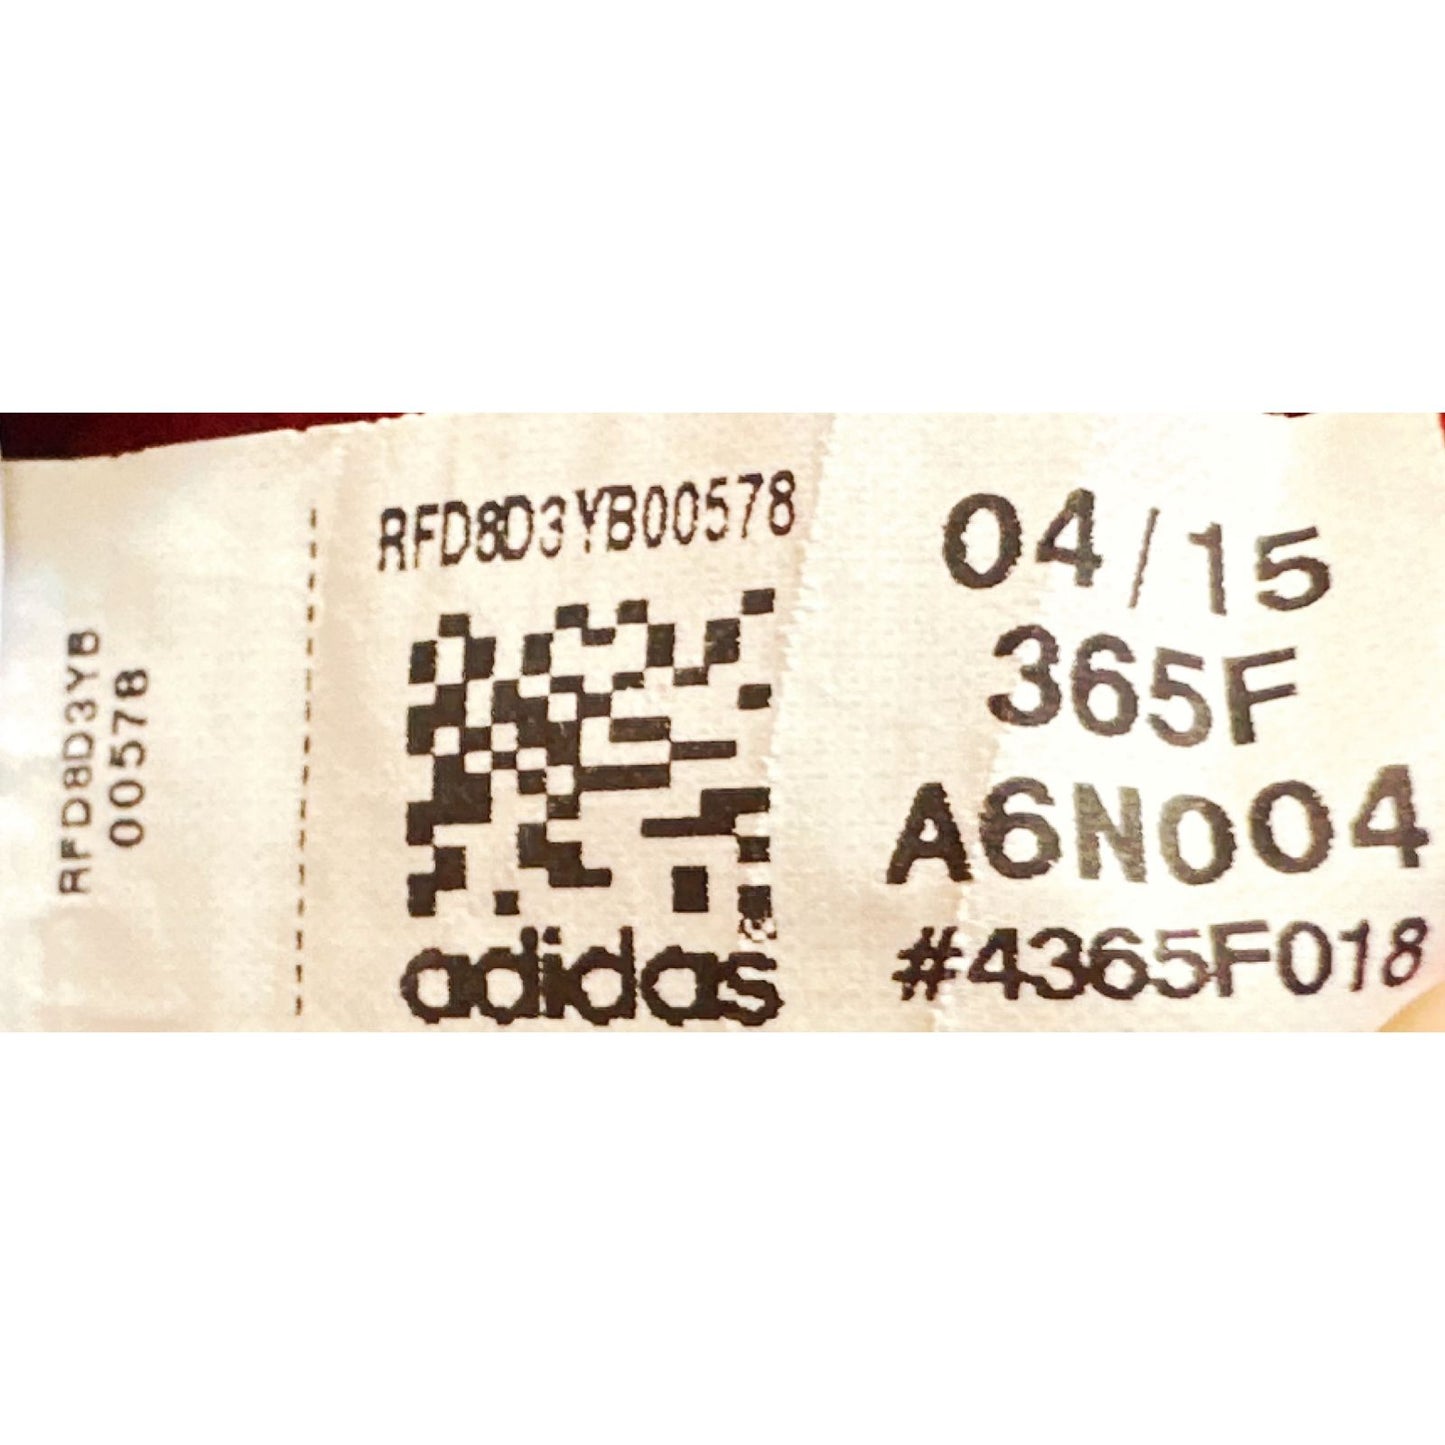 RFD8D3YB
00578
RFD8D3YB00578
adidas
04/15
365F
A6N004
#4365F018